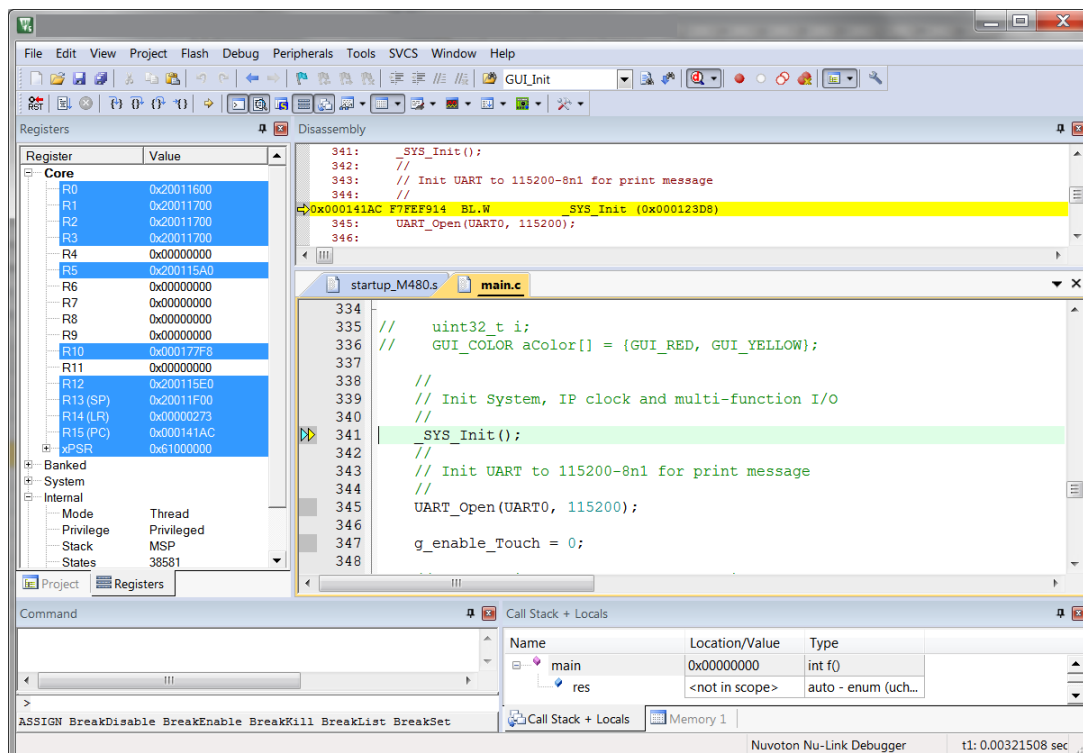 File Edit View Project Flash Debug Peripherals Tools SVCS Window Help
GUI_Init
RST
Registers
Register Value
Core
R0 0x20011600
R1 0x20011700
R2 0x20011700
R3 0x20011700
R4 0x00000000
R5 0x200115A0
R6 0x00000000
R7 0x00000000
R8 0x00000000
R9 0x00000000
R10 0x000177F8
R11 0x00000000
R12 0x200115E0
R13 (SP) 0x20011F00
R14 (LR) 0x00000273
R15 (PC) 0x000141AC
xPSR 0x61000000
Banked
System
Internal
Mode Thread
Privilege Privileged
Stack MSP
States 38581
Project Registers
Disassembly
341: _SYS_Init();
342: //
343: // Init UART to 115200-8n1 for print message
344: //
0x000141AC F7FEF914 BL.W _SYS_Init (0x000123D8)
345: UART_Open(UART0, 115200);
346:
startup_M480.s main.c
334
335 // uint32_t i;
336 // GUI_COLOR aColor[] = {GUI_RED, GUI_YELLOW};
337
338 //
339 // Init System, IP clock and multi-function I/O
340 //
341 _SYS_Init();
342 //
343 // Init UART to 115200-8n1 for print message
344 //
345 UART_Open(UART0, 115200);
346
347 g_enable_Touch = 0;
348
Command
>
ASSIGN BreakDisable BreakEnable BreakKill BreakList BreakSet
Call Stack + Locals
Name Location/Value Type
main 0x00000000 int f()
res <not in scope> auto - enum (uch...
Call Stack + Locals Memory 1
Nuvoton Nu-Link Debugger t1: 0.00321508 sec